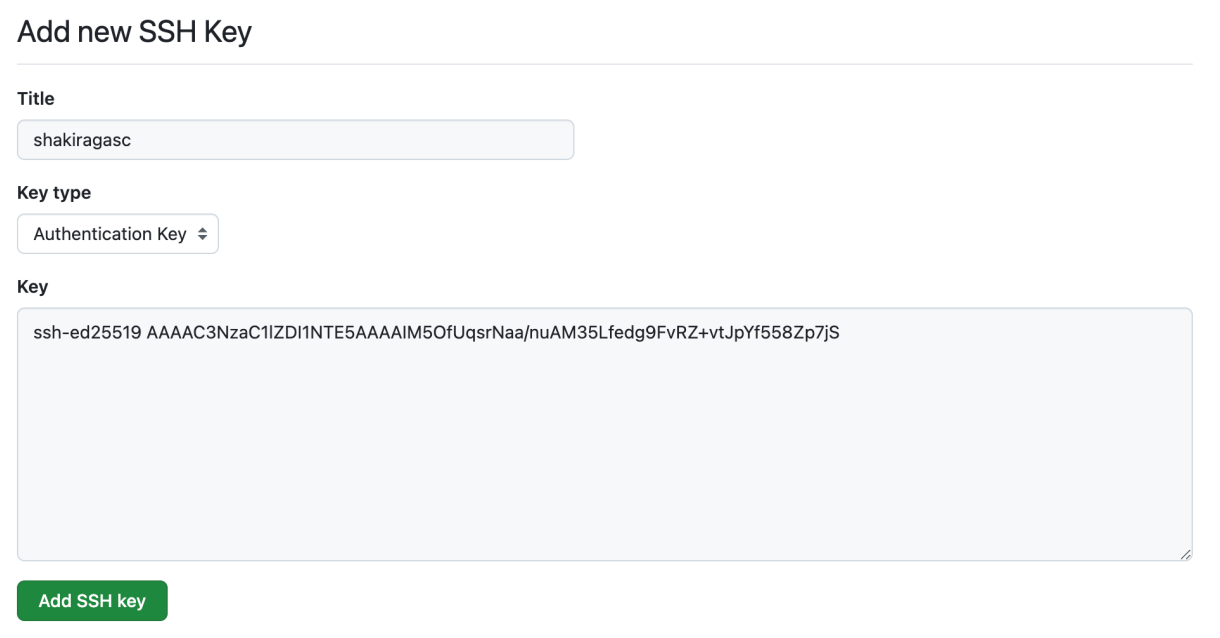 Add new SSH Key
Title
shakiragasc
Key type
Authentication Key
Key
ssh-ed25519 AAAAC3NzaC1lZDI1NTE5AAAAIM5OfUqsrNaa/nuAM35Lfedg9FvRZ+vtJpYf558Zp7jS
Add SSH key